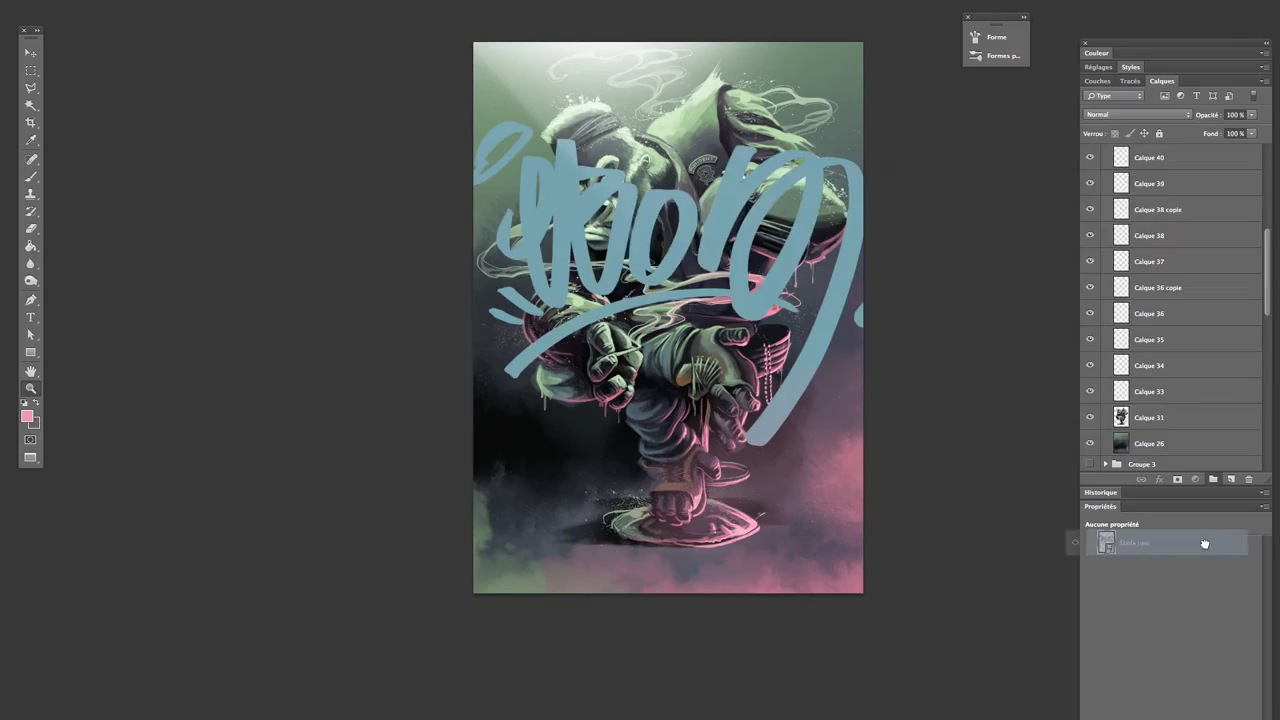 Forme
Formes p...
Couleur
Réglages Styles
Couches Tracés Calques
Type
Normal Opacité : 100 %
Verrou : Fond : 100 %
Calque 40
Calque 39
Calque 38 copie
Calque 38
Calque 37
Calque 36 copie
Calque 36
Calque 35
Calque 34
Calque 33
Calque 31
Calque 26
Groupe 3
Historique
Propriétés
Aucune propriété